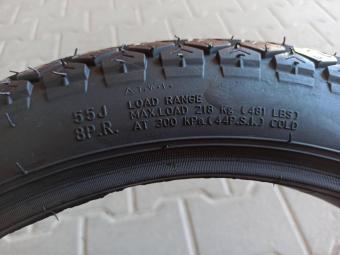 55J
8P.R.
LOAD RANGE
MAX.LOAD 218 Kg (481 LBS)
AT 300 KPa.(44P.S.I.) COLD